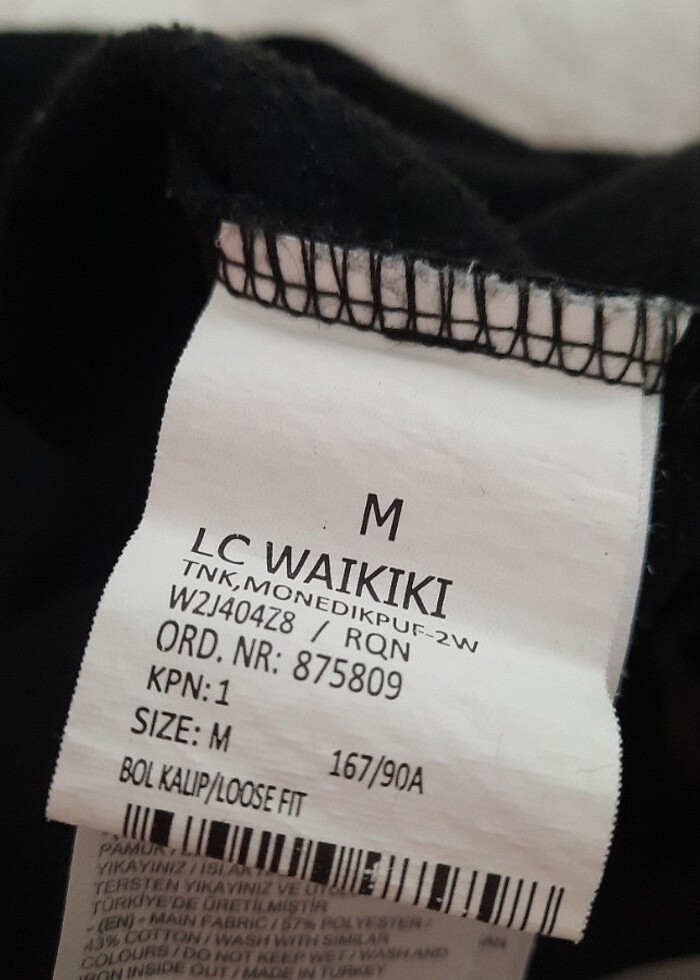 M
LC WAIKIKI
TNK,MONEDIKPUF-2W
W2J404Z8 / RQN
ORD. NR: 875809
KPN: 1
SIZE: M
167/90A
BOL KALIP/LOOSE FIT
PAMUK
YIKAYINIZ / ISLAK
TERSTEN YIKAYINIZ VE
TÜRKİYE'DE ÜRETİLMİŞTİR
- (EN) - MAIN FABRIC / 57% POLYESTER /
43% COTTON / WASH WITH SIMILAR
COLOURS / DO NOT KEEP WET / WASH AND
IRON INSIDE OUT / MADE IN TURKEY